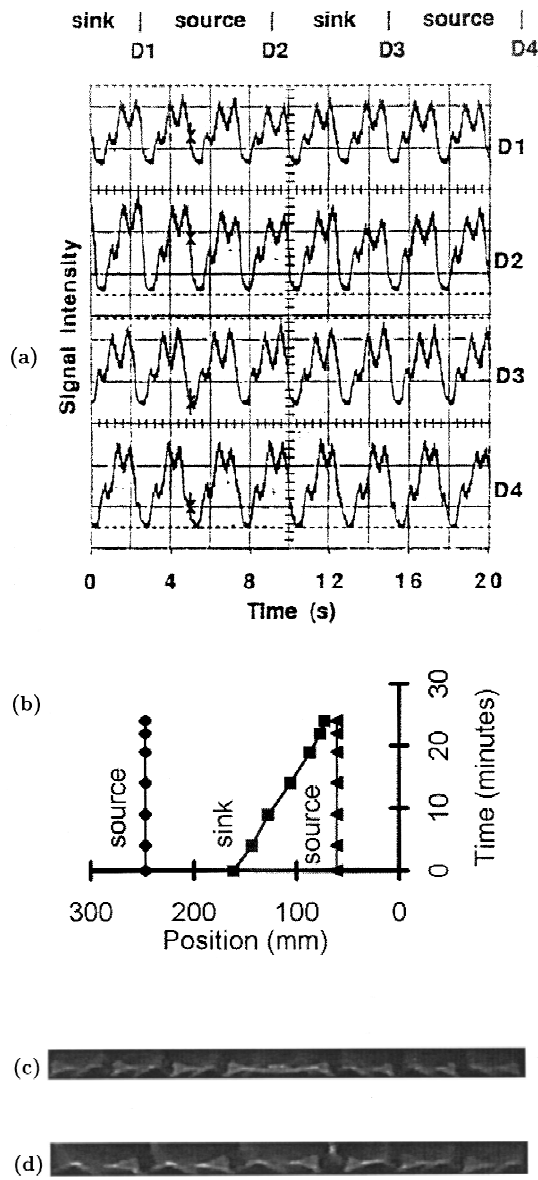 sink | source | sink | source |
D1 D2 D3 D4
D1
D2
D3
D4
Signal Intensity
(a)
0 4 8 12 16 20
Time (s)
(b)
source
sink
source
30
20
10
0
Time (minutes)
300 200 100 0
Position (mm)
(c)
(d)